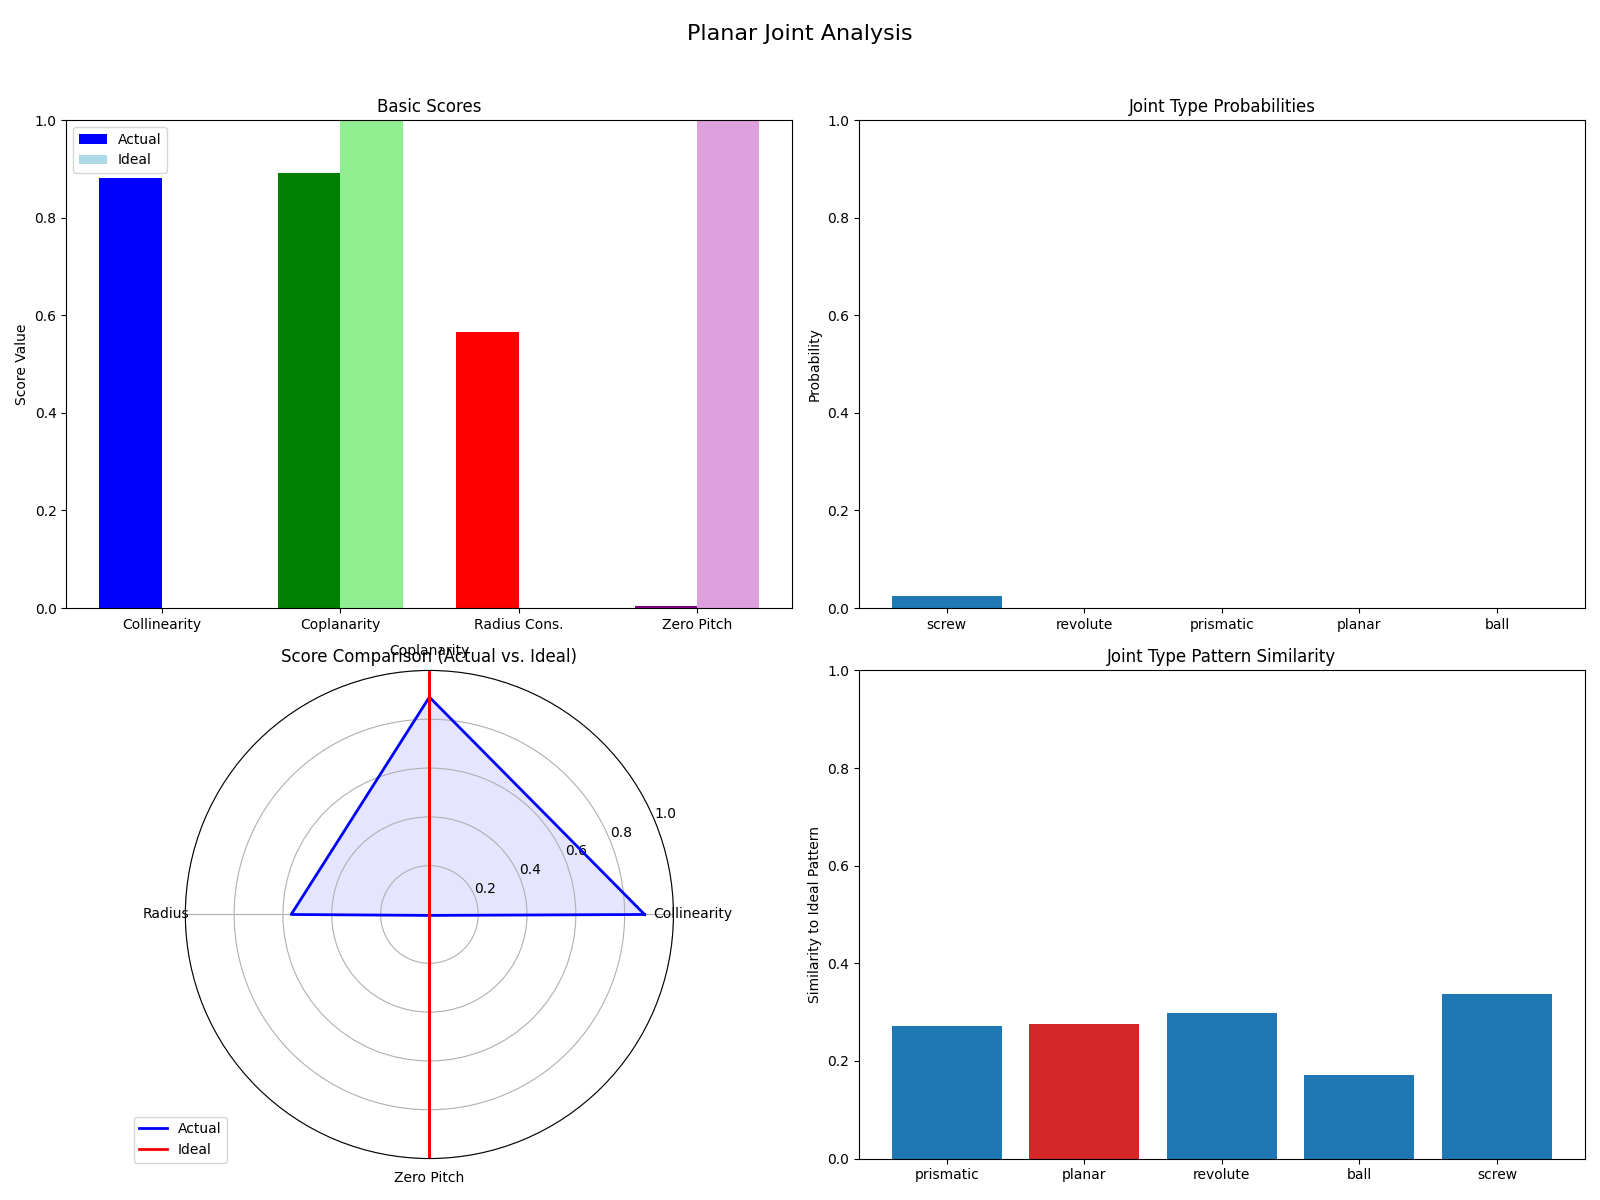 Planar Joint Analysis
Basic Scores
Actual
Ideal
Score Value
1.0
0.8
0.6
0.4
0.2
0.0
Collinearity
Coplanarity
Radius Cons.
Zero Pitch
Joint Type Probabilities
Probability
1.0
0.8
0.6
0.4
0.2
0.0
screw
revolute
prismatic
planar
ball
Coplanarity
Score Comparison (Actual vs. Ideal)
1.0
0.8
0.6
0.4
0.2
Radius
Collinearity
Zero Pitch
Actual
Ideal
Joint Type Pattern Similarity
Similarity to Ideal Pattern
1.0
0.8
0.6
0.4
0.2
0.0
prismatic
planar
revolute
ball
screw